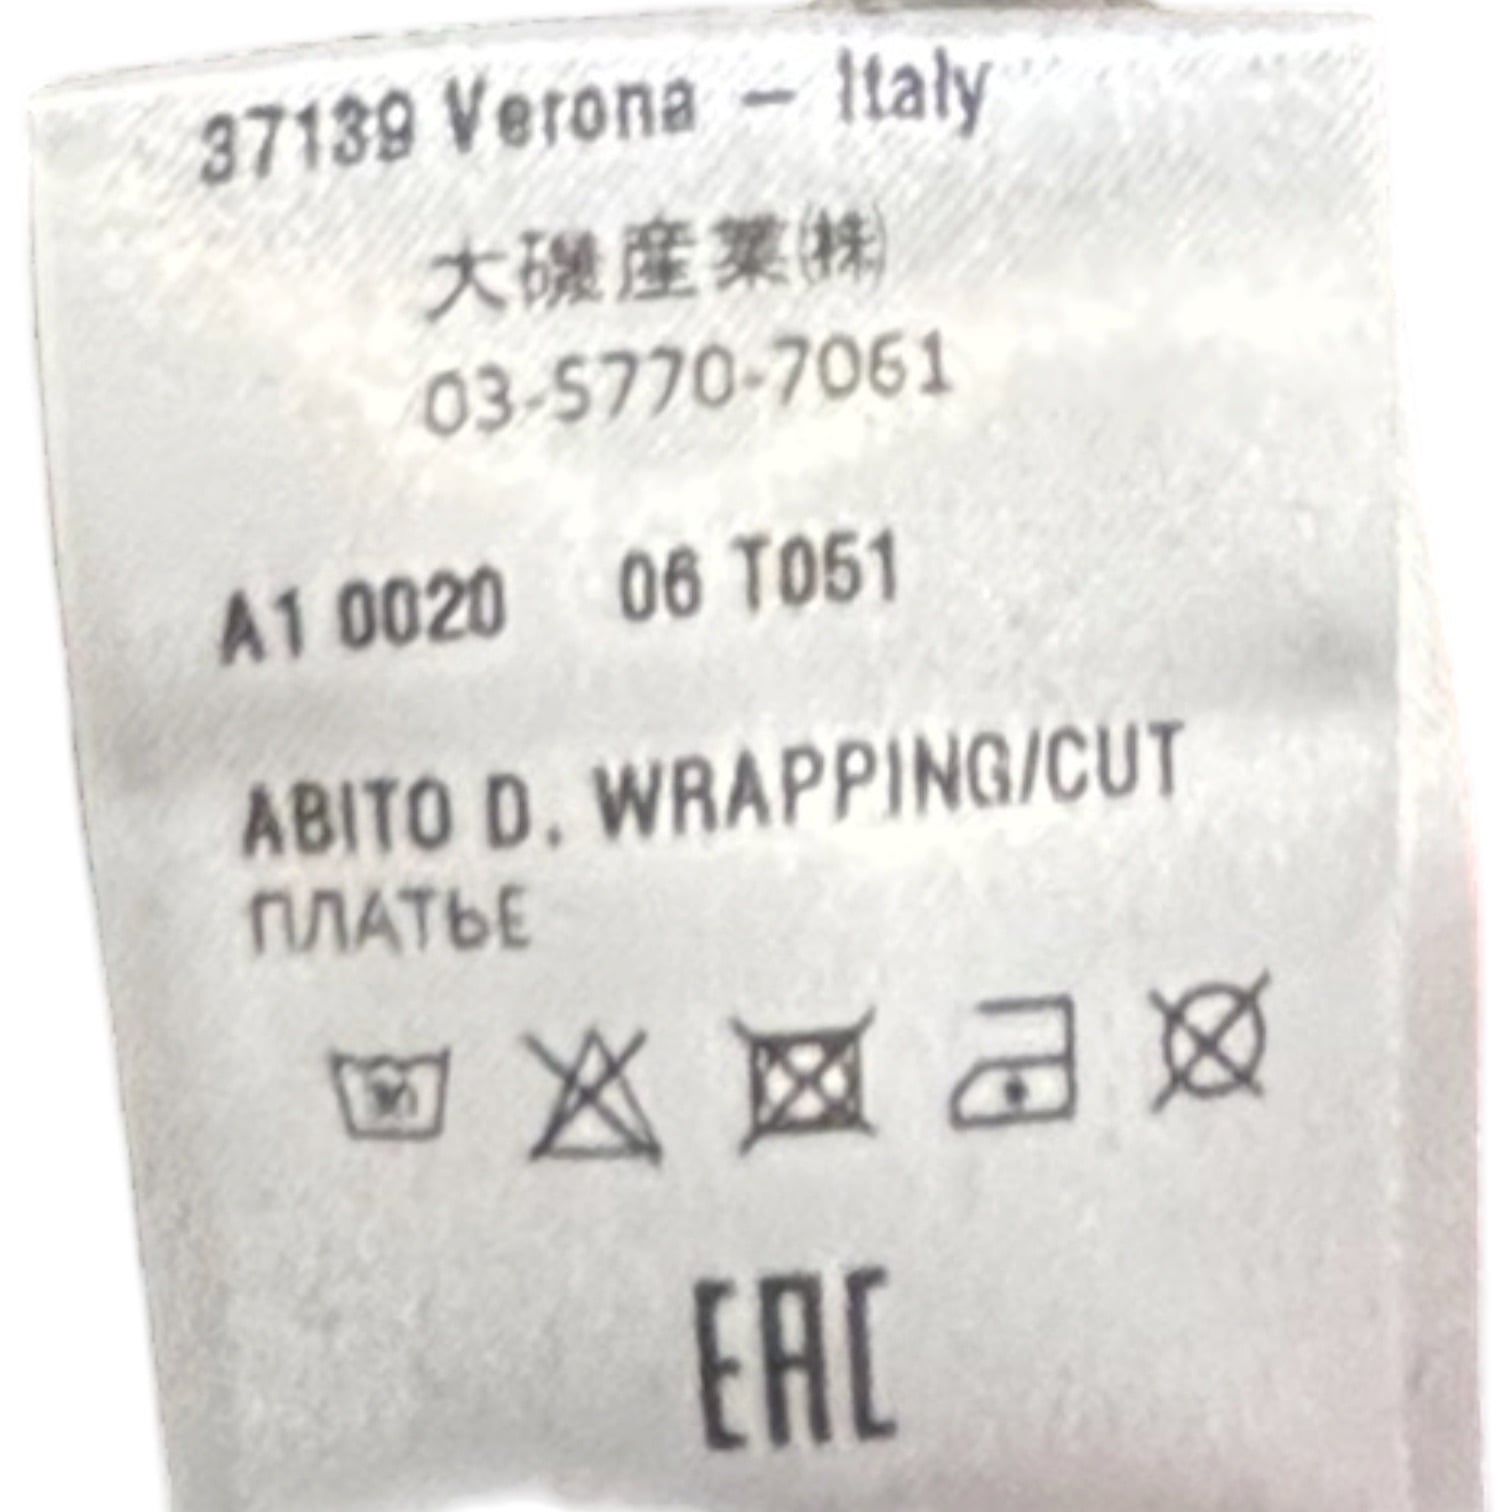 37139 Verona – Italy
大磯産業㈱
03-5770-7061
A1 0020 06 T051
ABITO D. WRAPPING/CUT
ПЛАТЬЕ
EAC